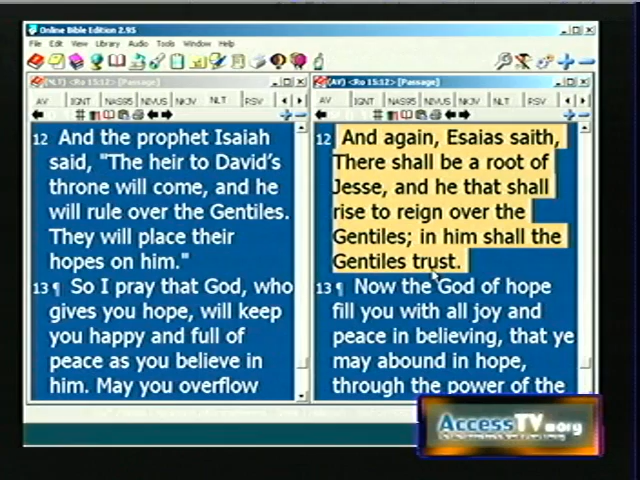 Online Bible Edition 2.95
File Edit View Library Audio Tools Window Help
(NLT) <Ro 15:12> [Passage]
AV IGNT NAS95 NIVUS NKJV NLT RSV
12 And the prophet Isaiah
said, "The heir to David's
throne will come, and he
will rule over the Gentiles.
They will place their
hopes on him."
13 ¶ So I pray that God, who
gives you hope, will keep
you happy and full of
peace as you believe in
him. May you overflow
(AV) <Ro 15:12> [Passage]
AV IGNT NAS95 NIVUS NKJV NLT RSV
12 And again, Esaias saith,
There shall be a root of
Jesse, and he that shall
rise to reign over the
Gentiles; in him shall the
Gentiles trust.
13 ¶ Now the God of hope
fill you with all joy and
peace in believing, that ye
may abound in hope,
through the power of the
AccessTV.org